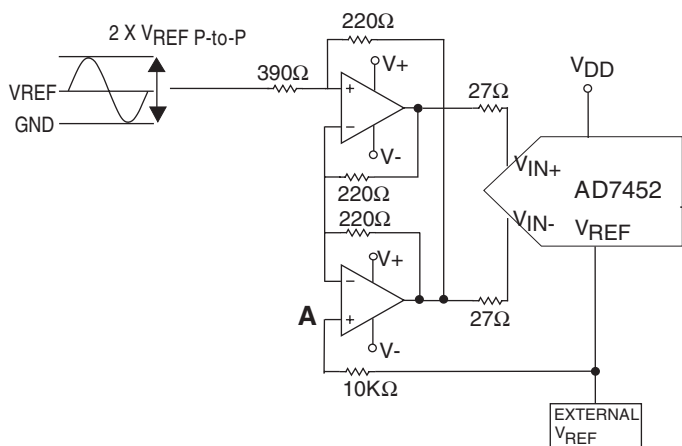 2 X VREF P-to-P
VREF
GND
390Ω
220Ω
V+
+
−
V-
220Ω
220Ω
27Ω
VDD
VIN+
AD7452
VIN-
VREF
−
V+
A
+
V-
27Ω
10KΩ
EXTERNAL
VREF